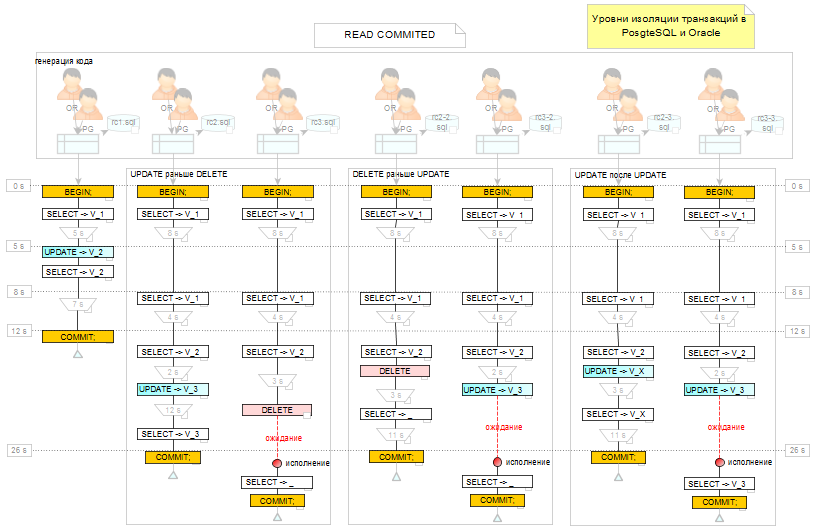 READ COMMITED
Уровни изоляции транзакций в
PosgteSQL и Oracle
генерация кода
OR
PG
rc1.sql
OR
PG
rc2.sql
OR
PG
rc3.sql
OR
PG
rc2-2.
sql
OR
PG
rc3-2.
sql
OR
PG
rc2-3.
sql
OR
PG
rc3-3.
sql
UPDATE раньше DELETE
DELETE раньше UPDATE
UPDATE после UPDATE
0 s
BEGIN;
BEGIN;
BEGIN;
BEGIN;
BEGIN;
BEGIN;
BEGIN;
0 s
SELECT -> V_1
SELECT -> V_1
SELECT -> V_1
SELECT -> V_1
SELECT -> V_1
SELECT -> V_1
SELECT -> V_1
5 s
8 s
8 s
8 s
8 s
8 s
8 s
5 s
UPDATE -> V_2
5 s
SELECT -> V_2
8 s
7 s
SELECT -> V_1
SELECT -> V_1
SELECT -> V_1
SELECT -> V_1
SELECT -> V_1
SELECT -> V_1
8 s
4 s
4 s
4 s
4 s
4 s
4 s
12 s
COMMIT;
12 s
SELECT -> V_2
SELECT -> V_2
SELECT -> V_2
SELECT -> V_2
SELECT -> V_2
SELECT -> V_2
2 s
3 s
DELETE
2 s
UPDATE -> V_X
2 s
UPDATE -> V_3
UPDATE -> V_3
UPDATE -> V_3
12 s
DELETE
3 s
3 s
SELECT -> _
SELECT -> V_X
SELECT -> V_3
ожидание
11 s
ожидание
11 s
ожидание
26 s
COMMIT;
COMMIT;
COMMIT;
26 s
исполнение
исполнение
исполнение
SELECT -> _
SELECT -> _
SELECT -> V_3
COMMIT;
COMMIT;
COMMIT;